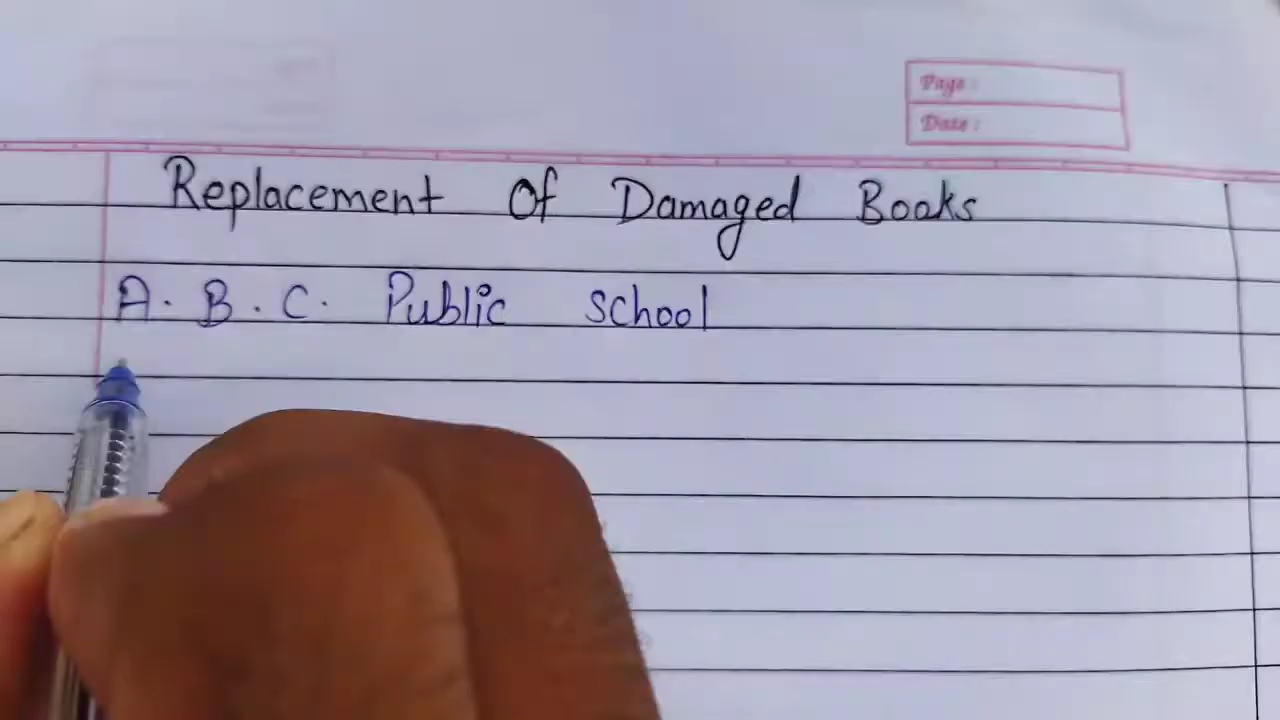 Page :
Date :
Replacement Of Damaged Books
A. B. C. Public school